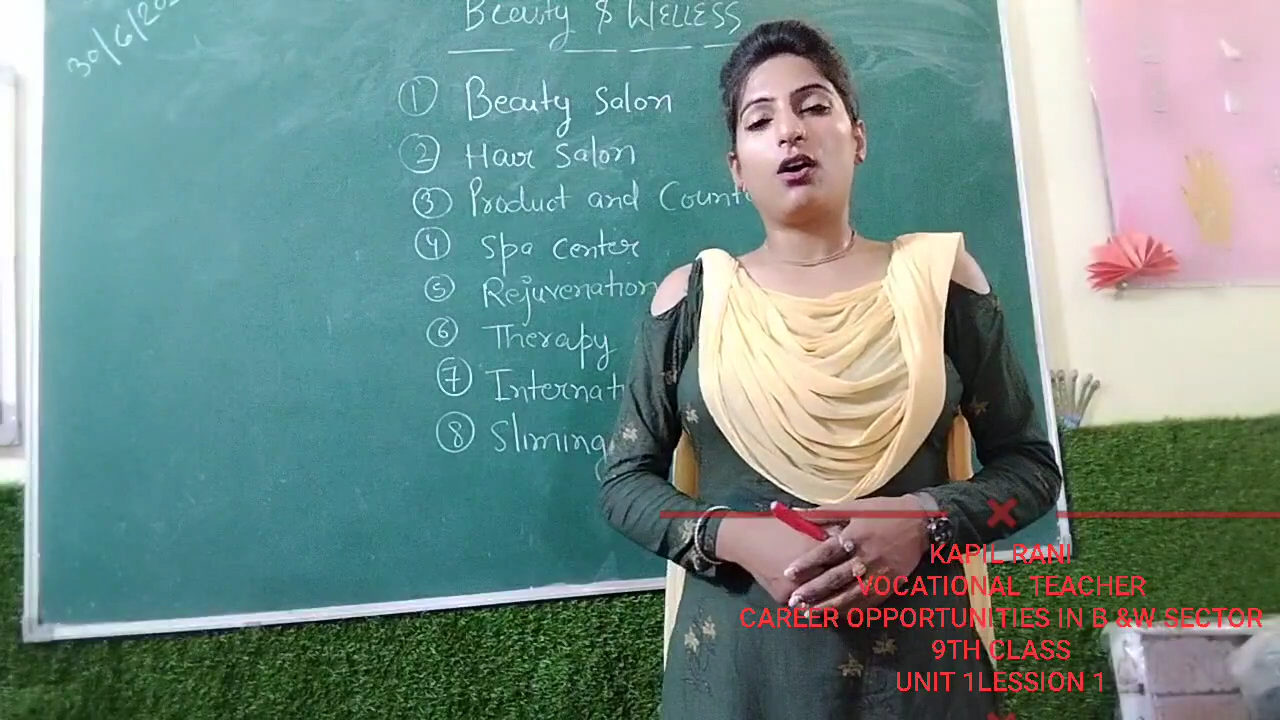 30/6/20
Beauty & WELLESS
① Beauty Salon
② Hair Salon
③ Product and Count
④ Spa center
⑤ Rejuvenation
⑥ Therapy
⑦ Internat
⑧ Sliming
KAPIL RANI
VOCATIONAL TEACHER
CAREER OPPORTUNITIES IN B &W SECTOR
9TH CLASS
UNIT 1LESSION 1